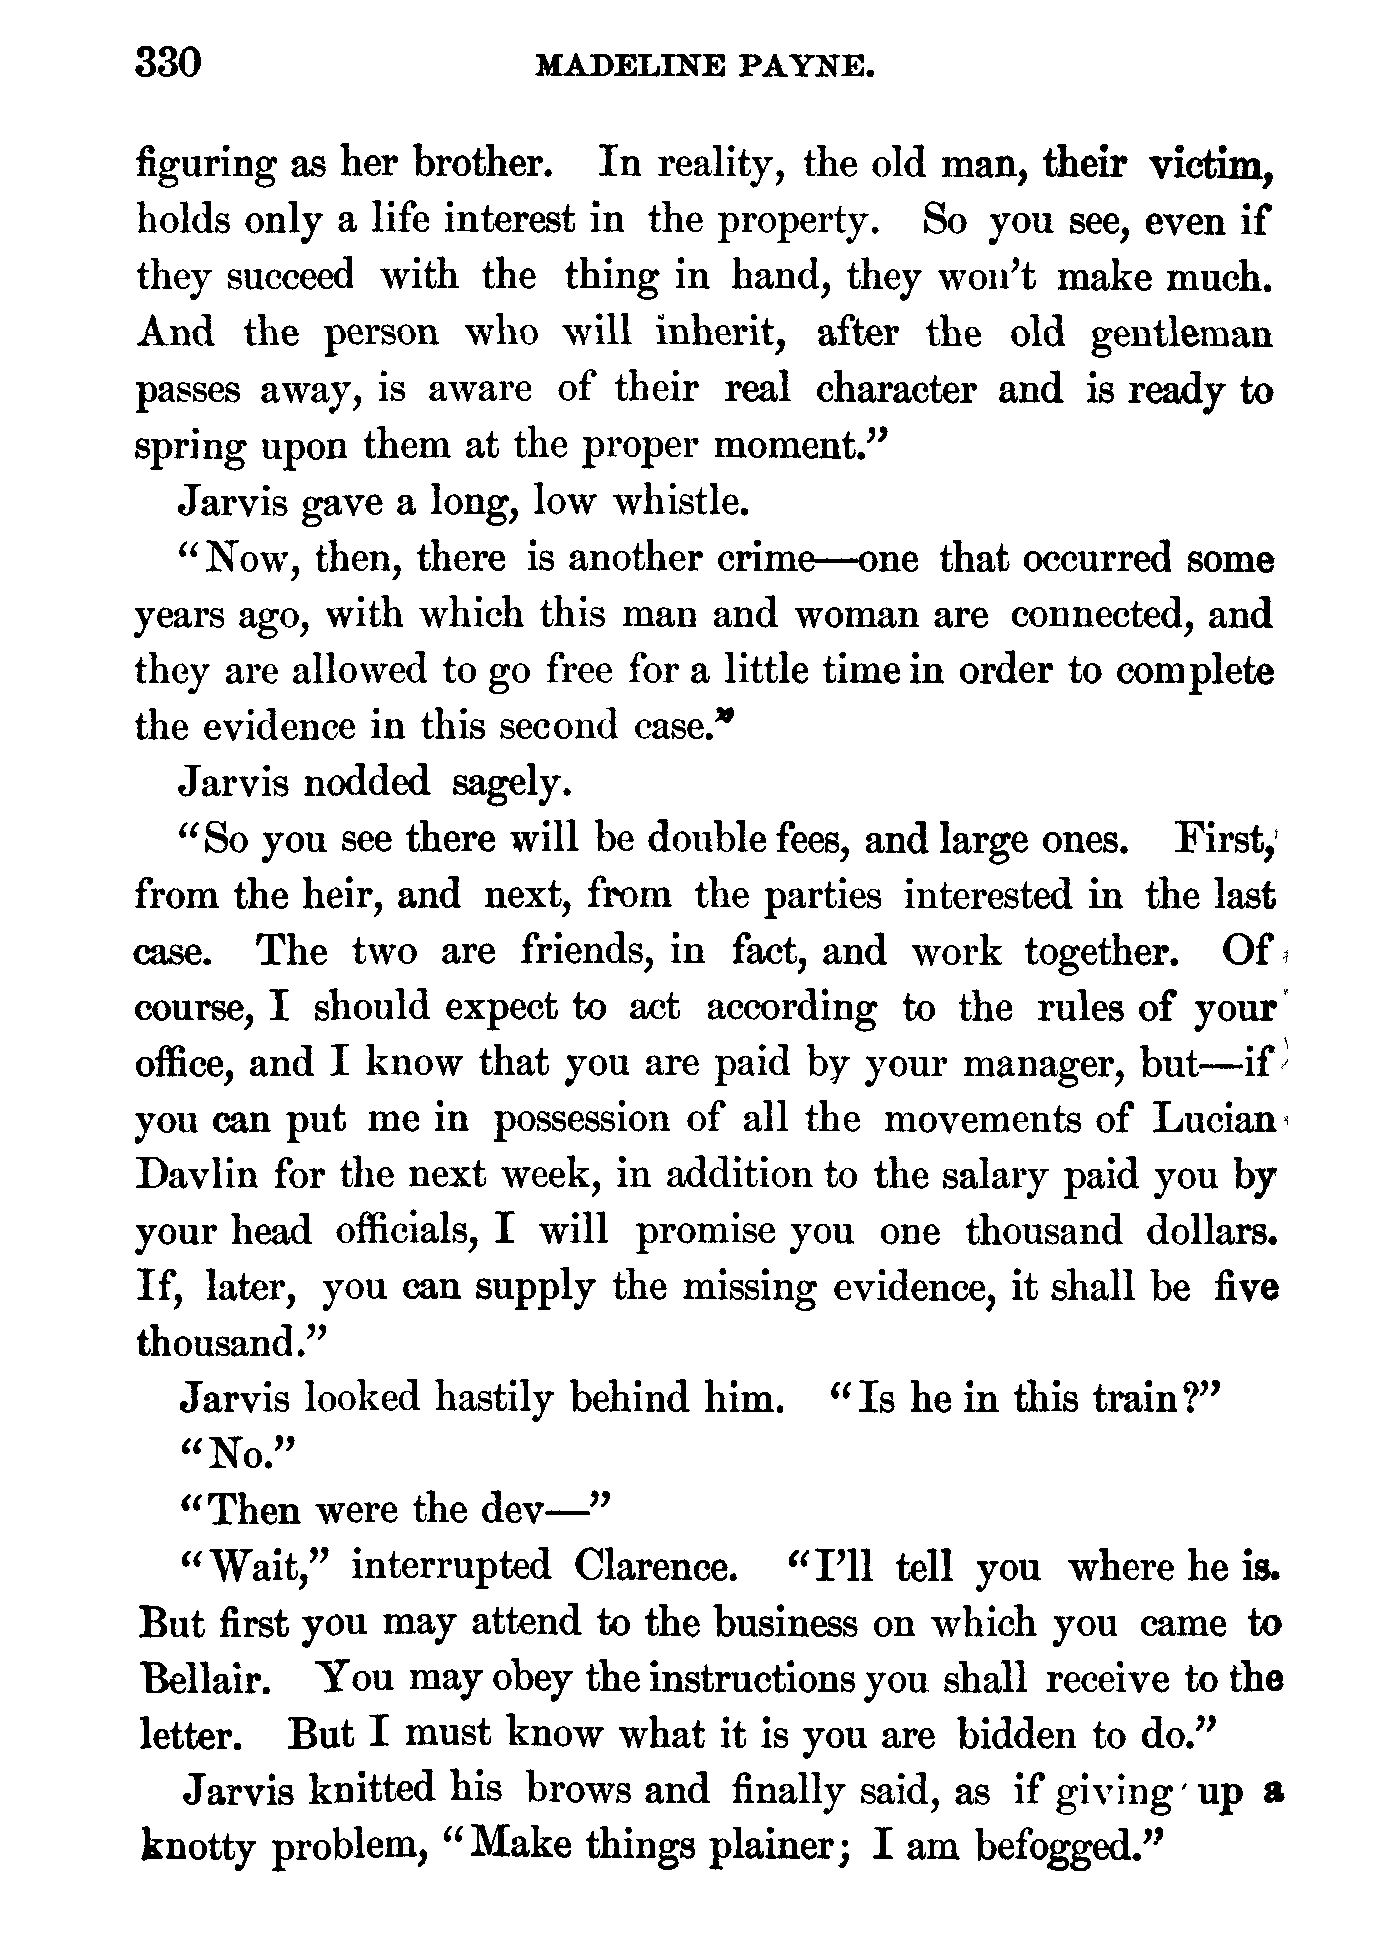 330 MADELINE PAYNE.
figuring as her brother. In reality, the old man, their victim,
holds only a life interest in the property. So you see, even if
they succeed with the thing in hand, they won't make much.
And the person who will inherit, after the old gentleman
passes away, is aware of their real character and is ready to
spring upon them at the proper moment.”
Jarvis gave a long, low whistle.
“Now, then, there is another crime—one that occurred some
years ago, with which this man and woman are connected, and
they are allowed to go free for a little time in order to complete
the evidence in this second case.”
Jarvis nodded sagely.
“So you see there will be double fees, and large ones. First,
from the heir, and next, from the parties interested in the last
case. The two are friends, in fact, and work together. Of
course, I should expect to act according to the rules of your
office, and I know that you are paid by your manager, but—if
you can put me in possession of all the movements of Lucian
Davlin for the next week, in addition to the salary paid you by
your head officials, I will promise you one thousand dollars.
If, later, you can supply the missing evidence, it shall be five
thousand.”
Jarvis looked hastily behind him. “Is he in this train?”
“No.”
“Then were the dev—”
“Wait,” interrupted Clarence. “I'll tell you where he is.
But first you may attend to the business on which you came to
Bellair. You may obey the instructions you shall receive to the
letter. But I must know what it is you are bidden to do.”
Jarvis knitted his brows and finally said, as if giving up a
knotty problem, “Make things plainer; I am befogged.”